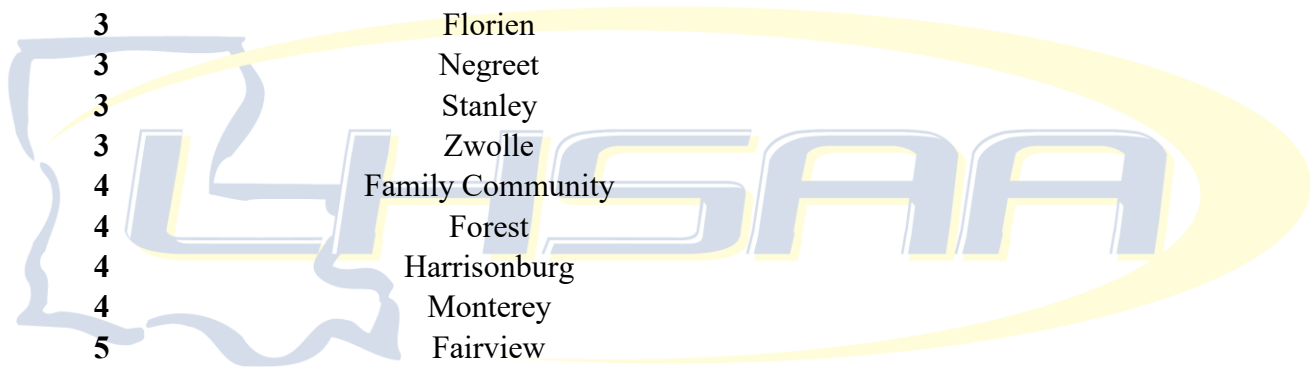 3 Florien
3 Negreet
3 Stanley
3 Zwolle
4 Family Community
4 Forest
4 Harrisonburg
4 Monterey
5 Fairview
LHSAA